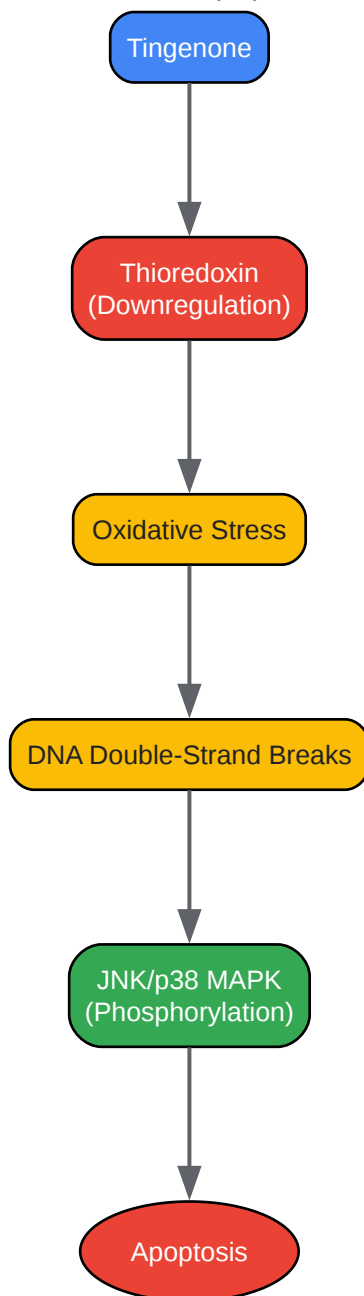 Tingenone
Thioredoxin
(Downregulation)
Oxidative Stress
DNA Double-Strand Breaks
JNK/p38 MAPK
(Phosphorylation)
Apoptosis